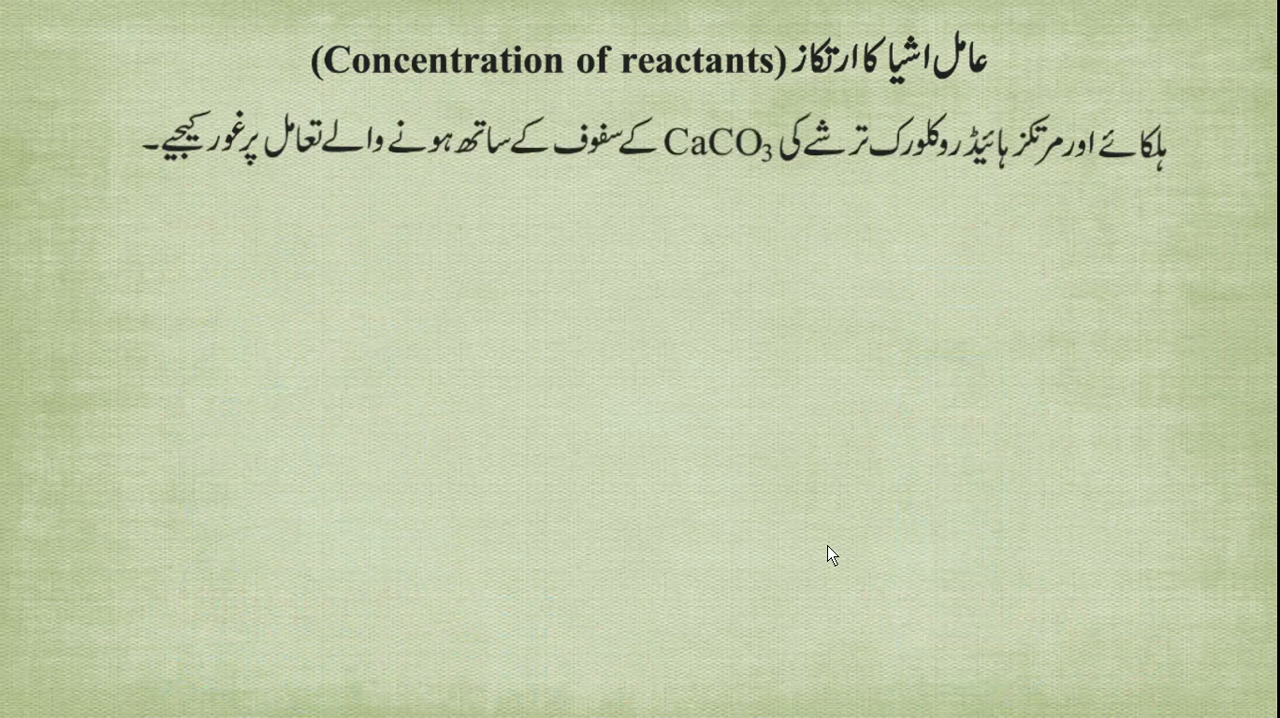 عامل اشیا کا ارتکاز (Concentration of reactants)
ہلکائے اور مرتکز ہائیڈروکلورک ترشے کی CaCO₃ کے سفوف کے ساتھ ہونے والے تعامل پر غور کیجیے۔